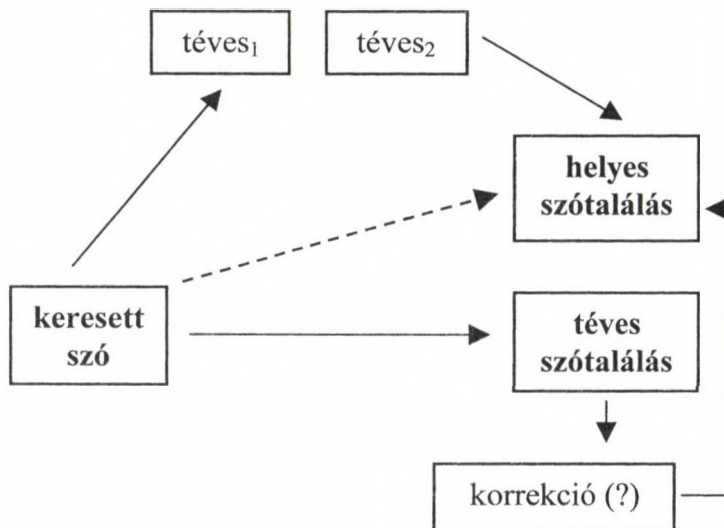 téves₁
téves₂
helyes
szótalálás
keresett
szó
téves
szótalálás
korrekció (?)